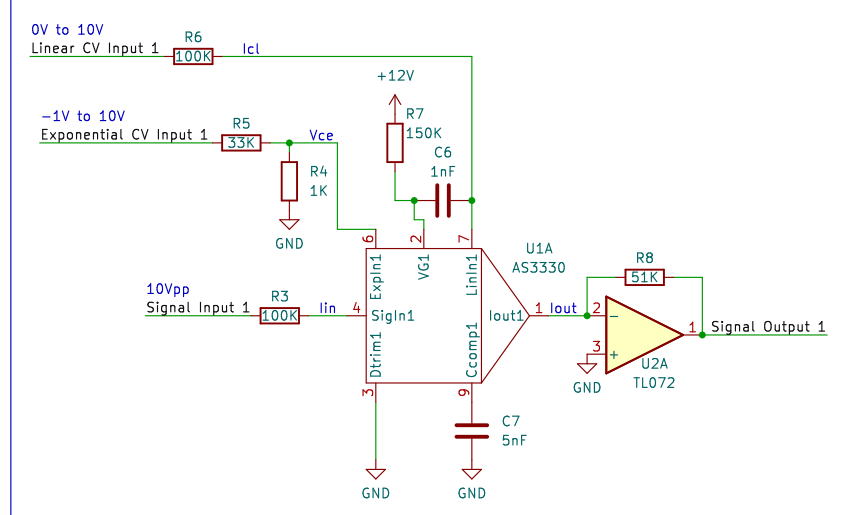 0V to 10V
Linear CV Input 1
R6
100K
Icl
+12V
-1V to 10V
Exponential CV Input 1
R5
33K
Vce
R7
150K
C6
1nF
R4
1K
GND
6
2
7
ExpIn1
VG1
LinIn1
U1A
AS3330
10Vpp
Signal Input 1
R3
100K
Iin
4
SigIn1
Iout1
1
Iout
R8
51K
2
-
3
+
1
Signal Output 1
GND
U2A
TL072
Dtrim1
Ccomp1
3
9
C7
5nF
GND
GND